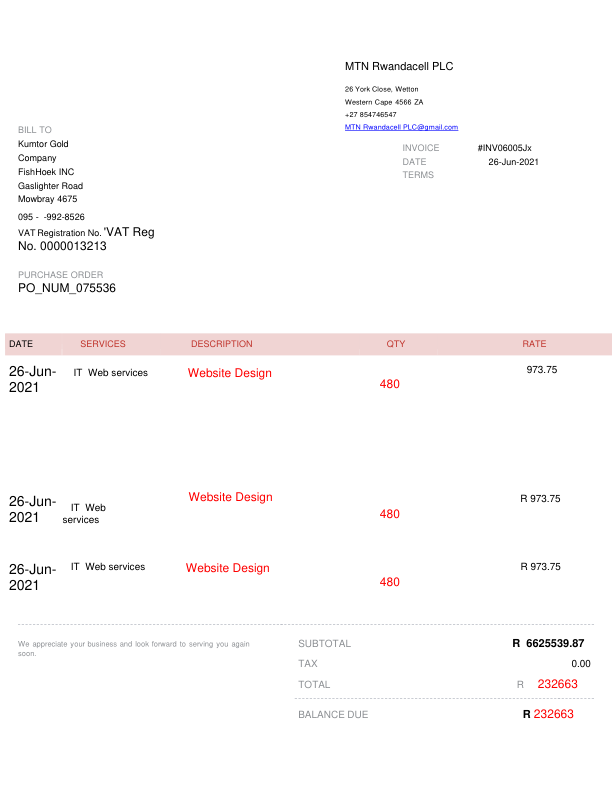 MTN Rwandacell PLC
26 York Close, Wetton
Western Cape 4566 ZA
+27 854746547
MTN Rwandacell PLC@gmail.com
BILL TO
Kumtor Gold
Company
FishHoek INC
Gaslighter Road
Mowbray 4675
095 - -992-8526
VAT Registration No. 'VAT Reg
No. 0000013213
INVOICE #INV06005Jx
DATE 26-Jun-2021
TERMS
PURCHASE ORDER
PO_NUM_075536
DATE SERVICES DESCRIPTION QTY RATE
26-Jun- IT Web services Website Design 480 973.75
2021
26-Jun- IT Web Website Design 480 R 973.75
2021 services
26-Jun- IT Web services Website Design 480 R 973.75
2021
We appreciate your business and look forward to serving you again
soon.
SUBTOTAL R 6625539.87
TAX 0.00
TOTAL R 232663
BALANCE DUE R 232663